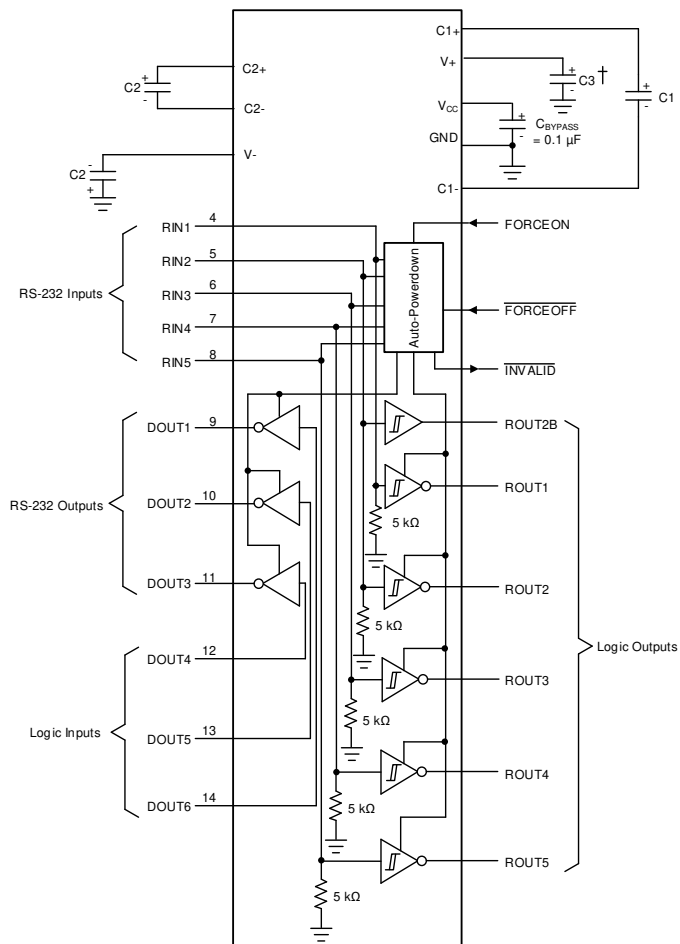 C1+
C2+
V+
C2
+
-
C3 †
+
-
C1
+
-
C2-
VCC
+
-
CBYPASS
= 0.1 µF
GND
V-
C2
-
+
C1-
RIN1
4
FORCEON
RIN2
5
RS-232 Inputs
RIN3
6
Auto-Powerdown
FORCEOFF
RIN4
7
RIN5
8
INVALID
DOUT1
9
ROUT2B
ROUT1
RS-232 Outputs
DOUT2
10
5 kΩ
DOUT3
11
ROUT2
5 kΩ
DOUT4
12
Logic Outputs
ROUT3
Logic Inputs
DOUT5
13
5 kΩ
ROUT4
DOUT6
14
5 kΩ
ROUT5
5 kΩ